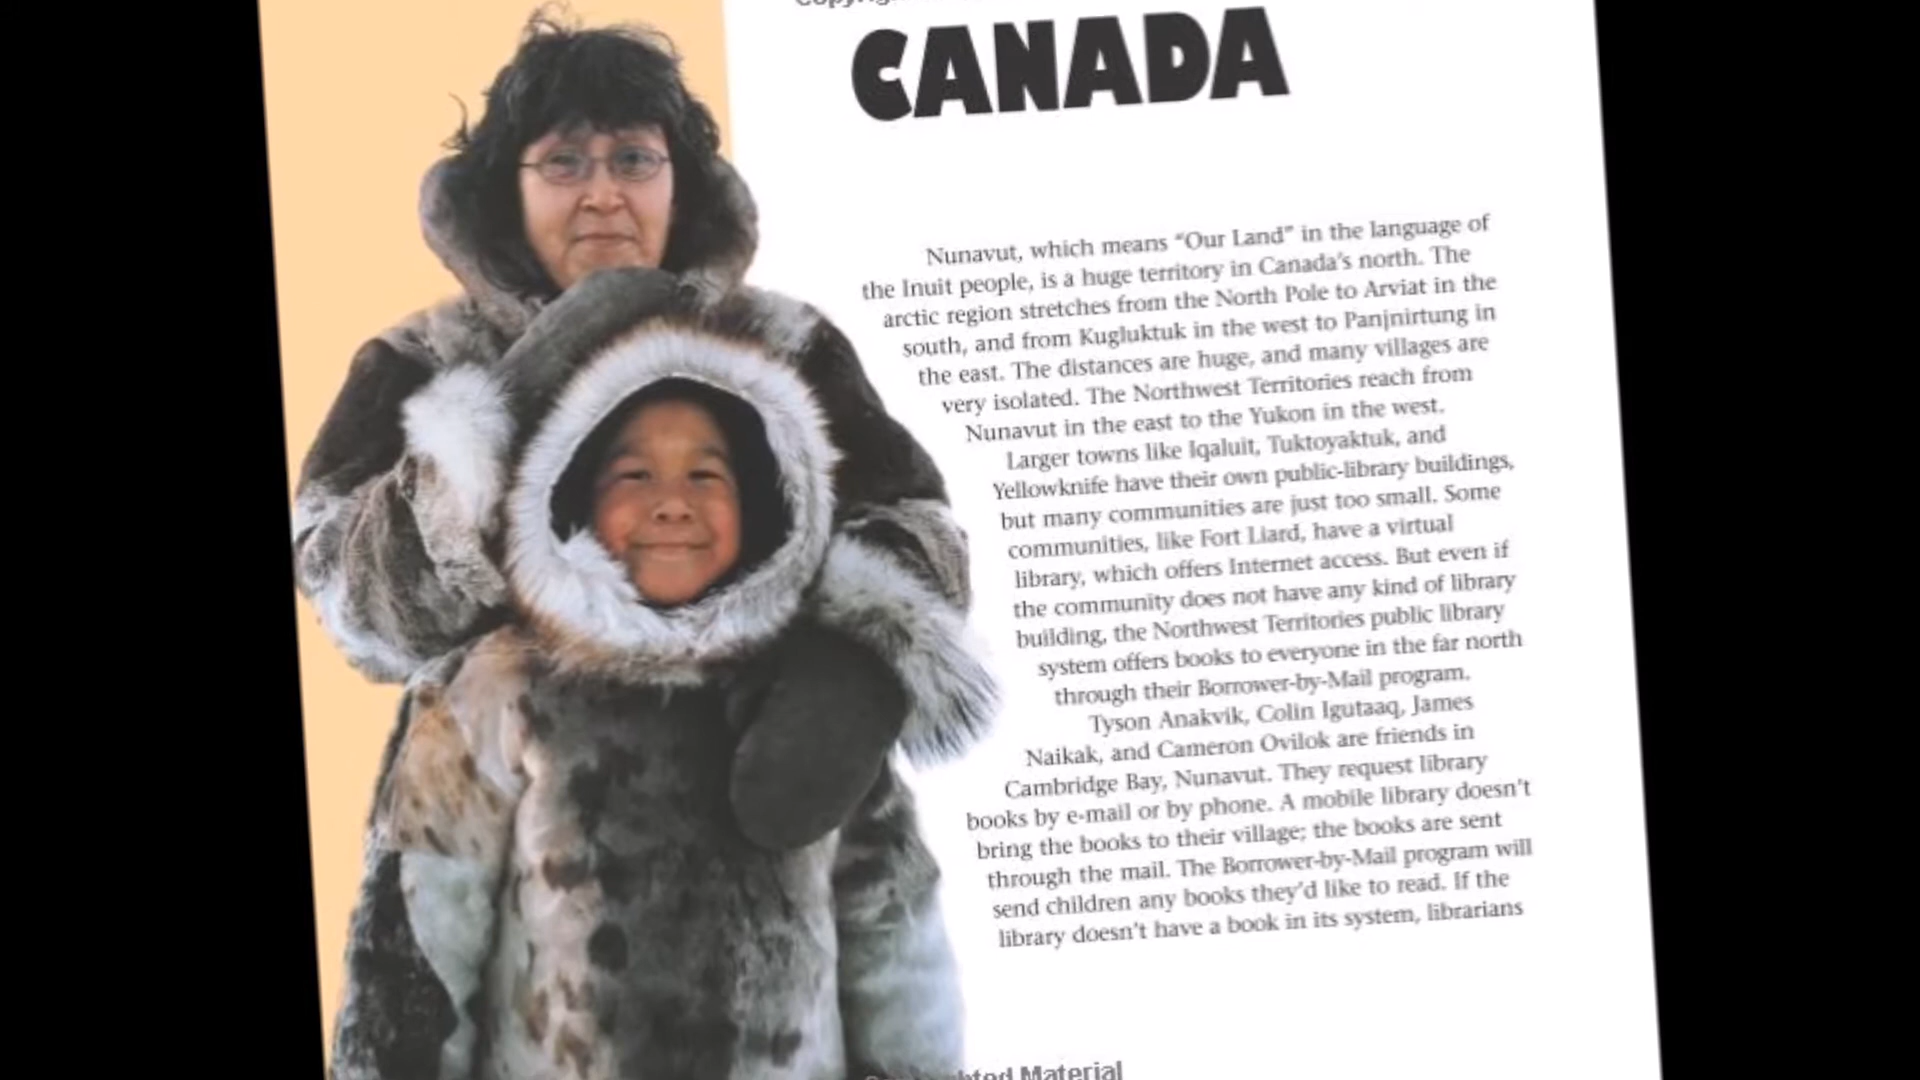 CANADA
Nunavut, which means “Our Land” in the language of
the Inuit people, is a huge territory in Canada’s north. The
arctic region stretches from the North Pole to Arviat in the
south, and from Kugluktuk in the west to Panjnirtung in
the east. The distances are huge, and many villages are
very isolated. The Northwest Territories reach from
Nunavut in the east to the Yukon in the west.
Larger towns like Iqaluit, Tuktoyaktuk, and
Yellowknife have their own public-library buildings,
but many communities are just too small. Some
communities, like Fort Liard, have a virtual
library, which offers Internet access. But even if
the community does not have any kind of library
building, the Northwest Territories public library
system offers books to everyone in the far north
through their Borrower-by-Mail program.
Tyson Anakvik, Colin Igutaaq, James
Naikak, and Cameron Ovilok are friends in
Cambridge Bay, Nunavut. They request library
books by e-mail or by phone. A mobile library doesn’t
bring the books to their village; the books are sent
through the mail. The Borrower-by-Mail program will
send children any books they’d like to read. If the
library doesn’t have a book in its system, librarians
Material